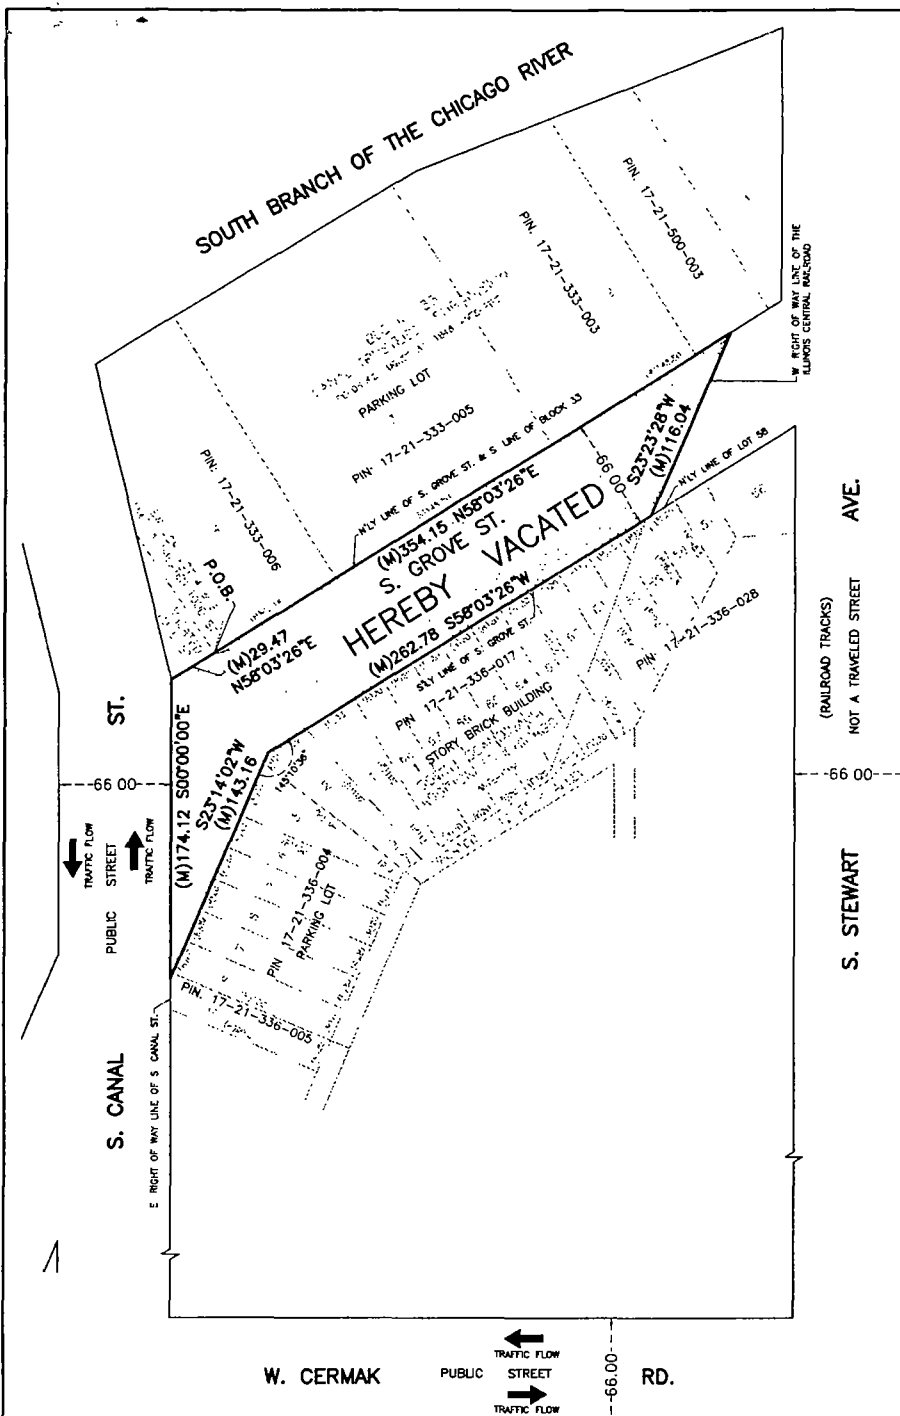 SOUTH BRANCH OF THE CHICAGO RIVER
PIN. 17-21-500-003
PIN. 17-21-333-003
W RIGHT OF WAY LINE OF THE
ILLINOIS CENTRAL RAILROAD
PARKING LOT
PIN. 17-21-333-005
PIN. 17-21-333-006
P.O.B.
N'LY LINE OF S. GROVE ST. & S LINE OF BLOCK 33
(M)354.15 N58°03'26"E
S. GROVE ST.
HEREBY VACATED
66 00
S23°23'28"W
(M)116.04
N'LY LINE OF LOT 58
(M)29.47
N58°03'26"E
(M)262.78 S58°03'26"W
S'LY LINE OF S. GROVE ST.
PIN 17-21-336-017
1 STORY BRICK BUILDING
PIN. 17-21-336-028
145°10'36"
(M)174.12 S00°00'00"E
S23°14'02"W
(M)143.16
PIN 17-21-336-004
PARKING LOT
PIN. 17-21-336-005
E RIGHT OF WAY LINE OF S CANAL ST.
S. CANAL ST.
66 00
TRAFFIC FLOW
PUBLIC STREET
TRAFFIC FLOW
S. STEWART AVE.
(RAILROAD TRACKS)
NOT A TRAVELED STREET
66 00
W. CERMAK RD.
TRAFFIC FLOW
PUBLIC STREET
TRAFFIC FLOW
66.00